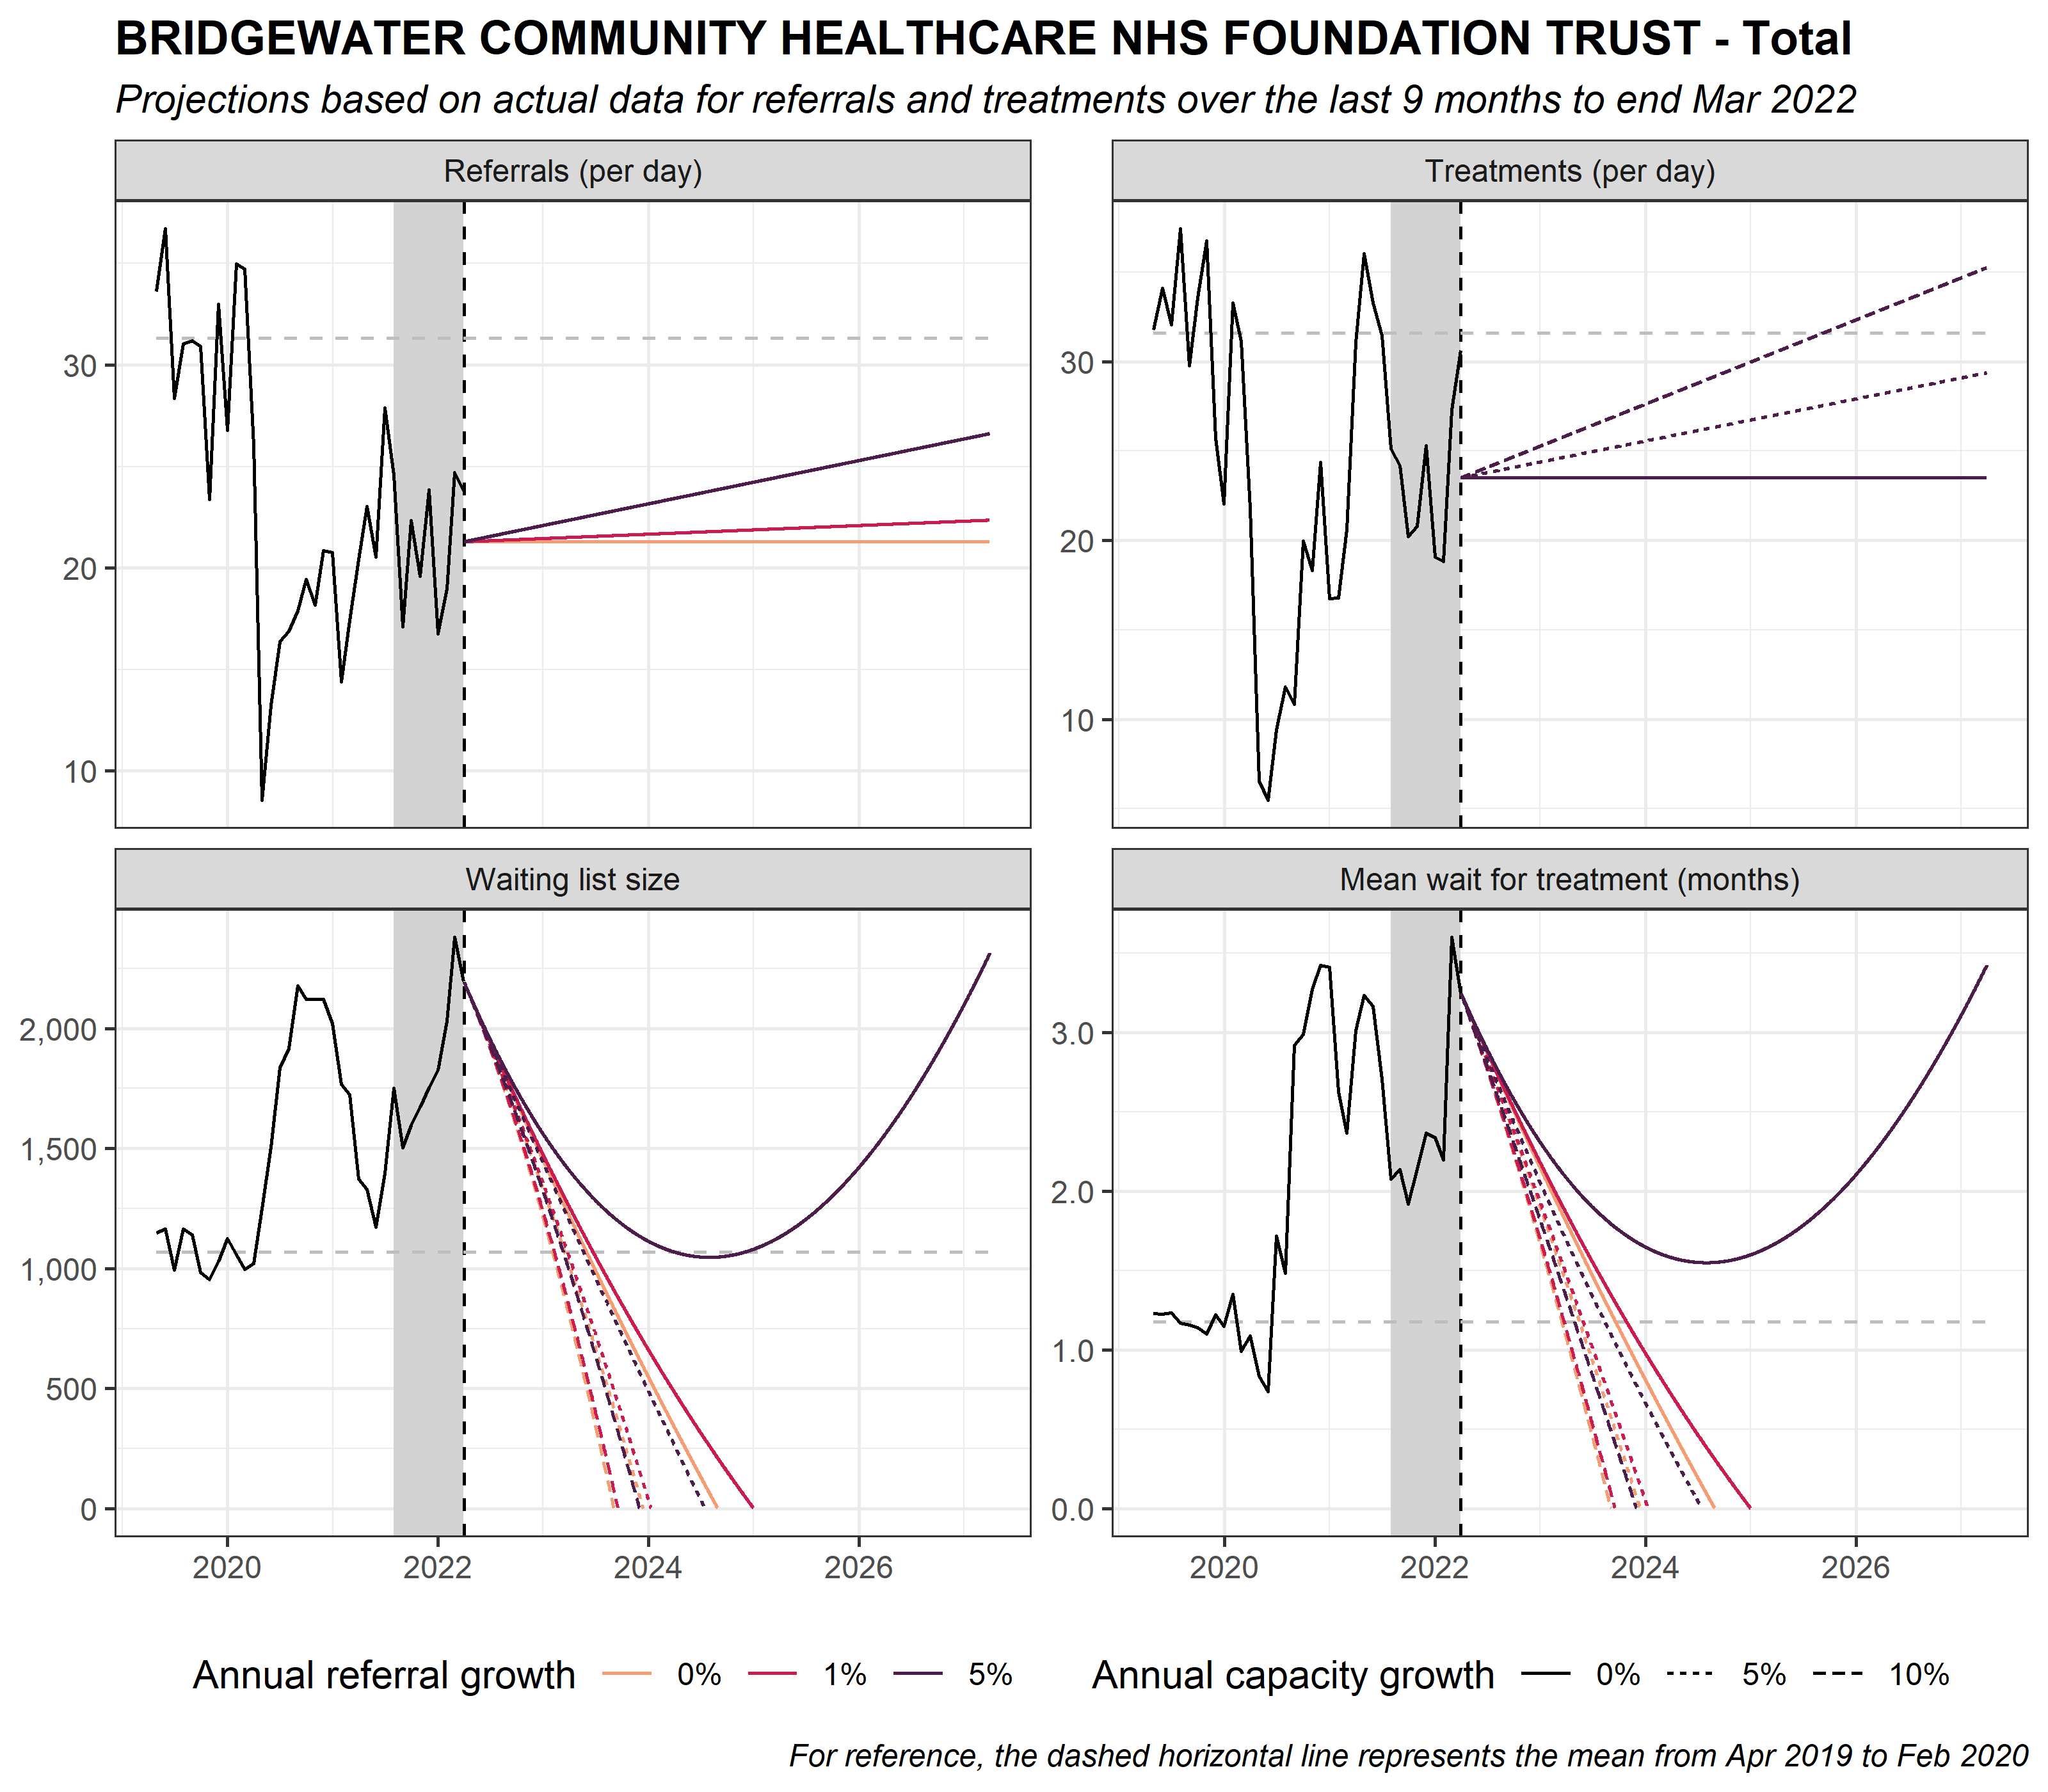 BRIDGEWATER COMMUNITY HEALTHCARE NHS FOUNDATION TRUST - Total
Projections based on actual data for referrals and treatments over the last 9 months to end Mar 2022
Referrals (per day)
30
20
10
Treatments (per day)
30
20
10
Waiting list size
2,000
1,500
1,000
500
0
2020 2022 2024 2026
Mean wait for treatment (months)
3.0
2.0
1.0
0.0
2020 2022 2024 2026
Annual referral growth 0% 1% 5%
Annual capacity growth 0% 5% 10%
For reference, the dashed horizontal line represents the mean from Apr 2019 to Feb 2020